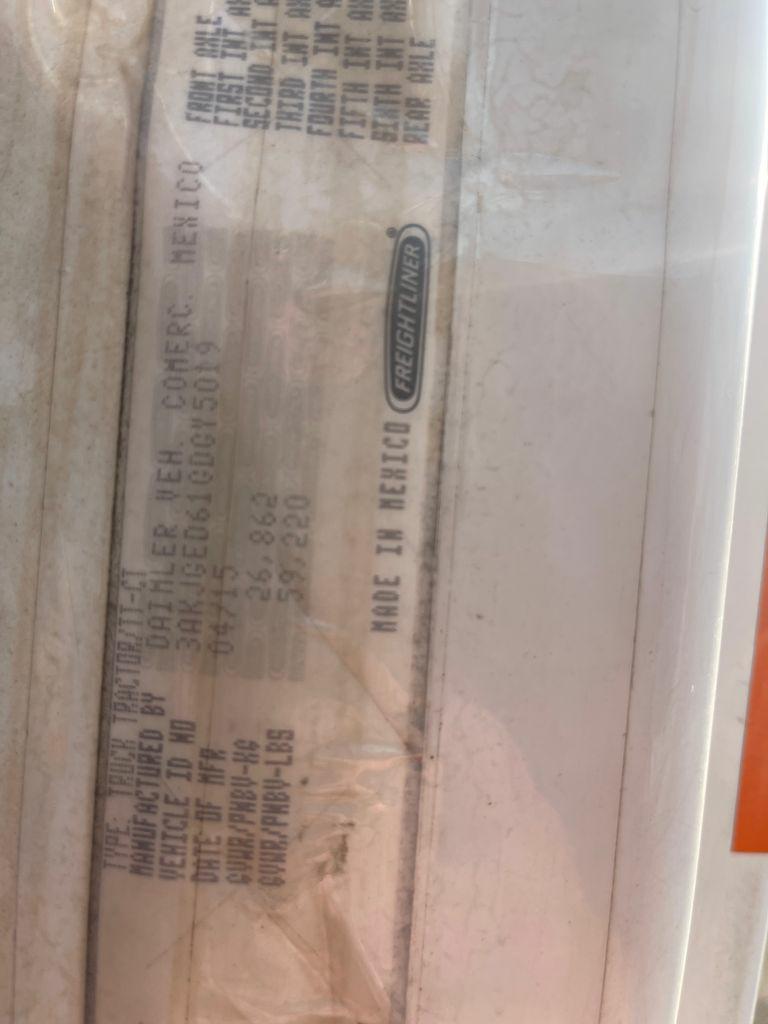 TYPE: TRUCK TRACTOR/TT-CT
MANUFACTURED BY DAIMLER VEH. COMERC. MEXICO
VEHICLE ID NO 3AKJGED61GDGY5019
DATE OF MFR 04/15
GVWR/PNBV-KG 26,862
GVWR/PNBV-LBS 59,220
MADE IN MEXICO FREIGHTLINER®
FRONT AXLE
FIRST INT
SECOND INT
THIRD INT
FOURTH INT
FIFTH INT
SIXTH INT
REAR AXLE